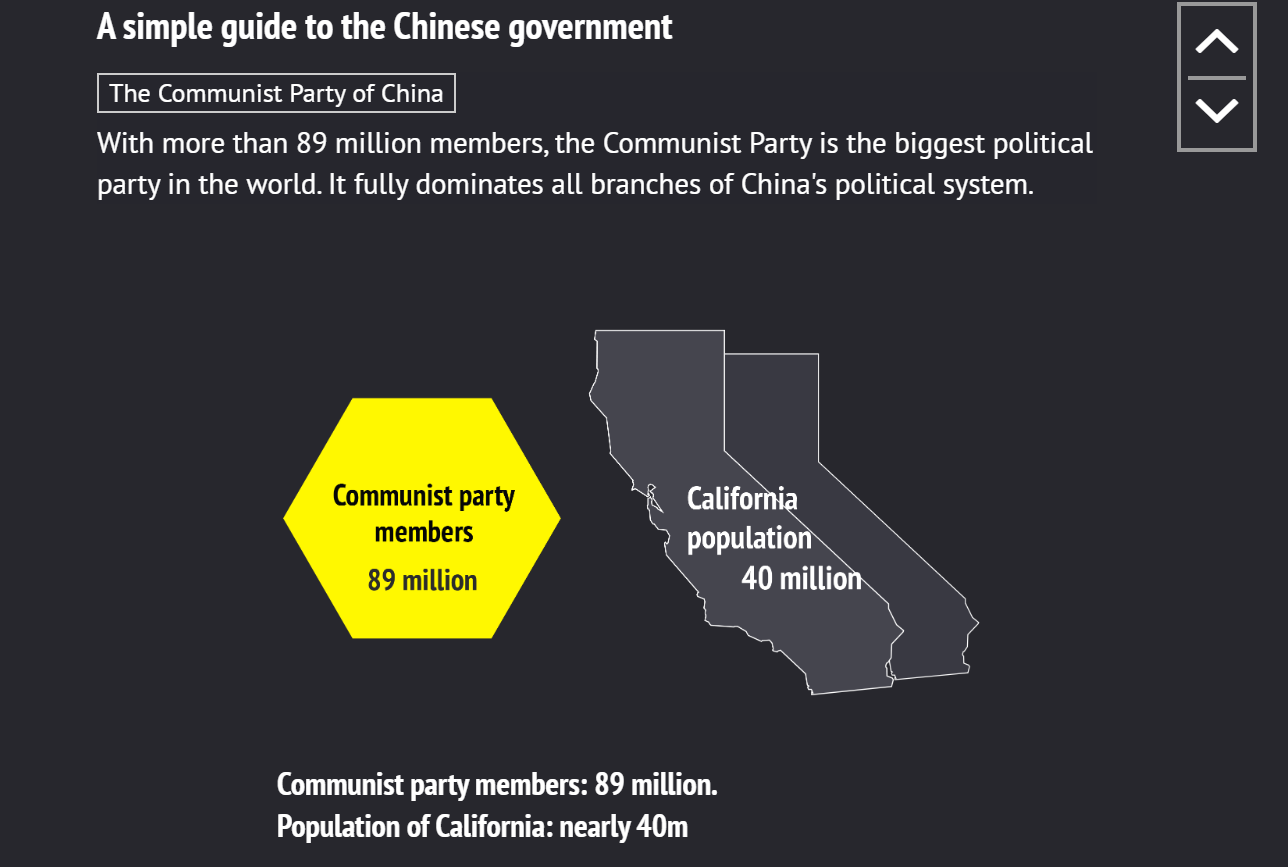 A simple guide to the Chinese government
The Communist Party of China
With more than 89 million members, the Communist Party is the biggest political
party in the world. It fully dominates all branches of China's political system.
Communist party
members
89 million
California
population
40 million
Communist party members: 89 million.
Population of California: nearly 40m